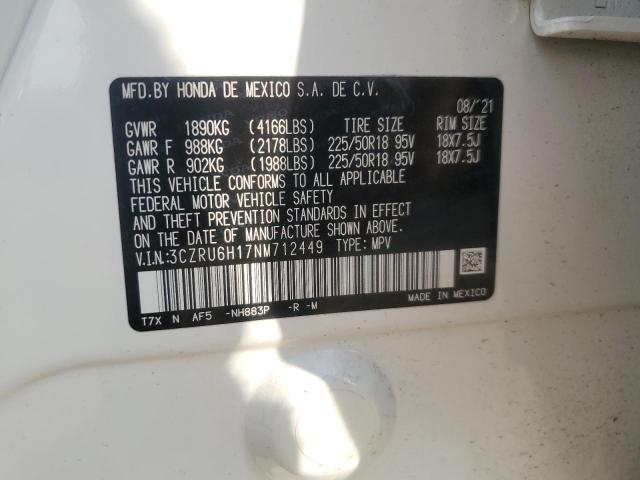 MFD.BY HONDA DE MEXICO S.A. DE C.V.
08/'21
GVWR 1890KG (4166LBS) TIRE SIZE RIM SIZE
GAWR F 988KG (2178LBS) 225/50R18 95V 18X7.5J
GAWR R 902KG (1988LBS) 225/50R18 95V 18X7.5J
THIS VEHICLE CONFORMS TO ALL APPLICABLE
FEDERAL MOTOR VEHICLE SAFETY
AND THEFT PREVENTION STANDARDS IN EFFECT
ON THE DATE OF MANUFACTURE SHOWN ABOVE.
V.I.N:3CZRU6H17NM712449 TYPE: MPV
T7X N AF5 -NH883P -R -M
MADE IN MEXICO